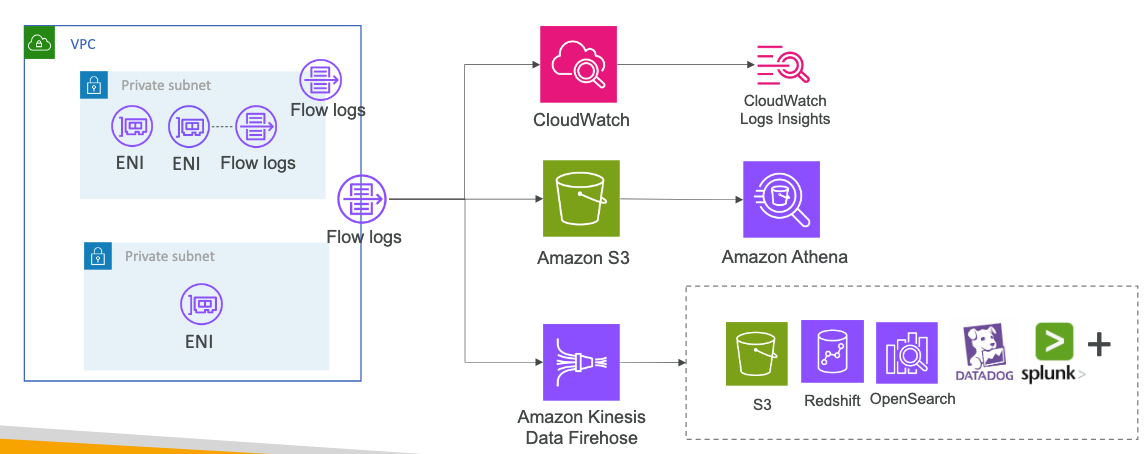 VPC
Private subnet
Flow logs
ENI
ENI
Flow logs
Flow logs
Private subnet
ENI
CloudWatch
CloudWatch
Logs Insights
Amazon S3
Amazon Athena
Amazon Kinesis
Data Firehose
S3
Redshift
OpenSearch
DATADOG
splunk>
+